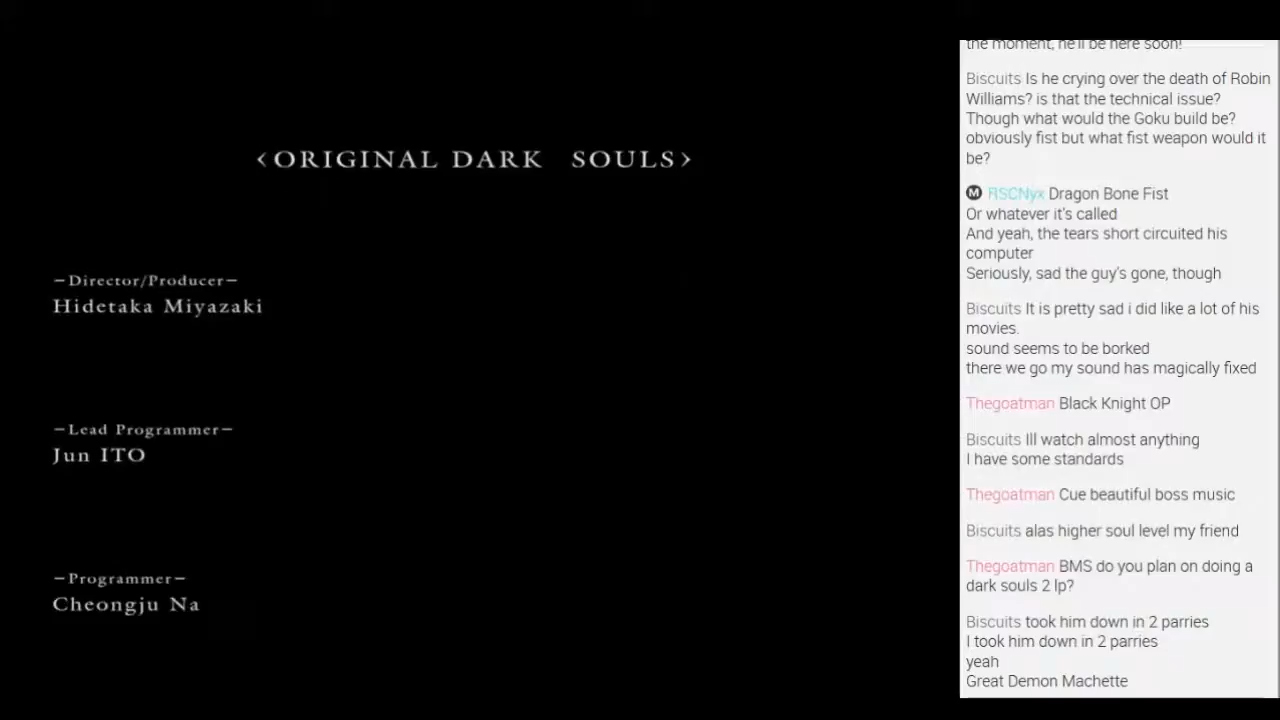 ‹ORIGINAL DARK SOULS›
—Director/Producer—
Hidetaka Miyazaki
—Lead Programmer—
Jun ITO
—Programmer—
Cheongju Na
the moment, he'll be here soon!
Biscuits Is he crying over the death of Robin
Williams? is that the technical issue?
Though what would the Goku build be?
obviously fist but what fist weapon would it
be?
M RSCNyx Dragon Bone Fist
Or whatever it's called
And yeah, the tears short circuited his
computer
Seriously, sad the guy's gone, though
Biscuits It is pretty sad i did like a lot of his
movies.
sound seems to be borked
there we go my sound has magically fixed
Thegoatman Black Knight OP
Biscuits Ill watch almost anything
I have some standards
Thegoatman Cue beautiful boss music
Biscuits alas higher soul level my friend
Thegoatman BMS do you plan on doing a
dark souls 2 lp?
Biscuits took him down in 2 parries
I took him down in 2 parries
yeah
Great Demon Machette